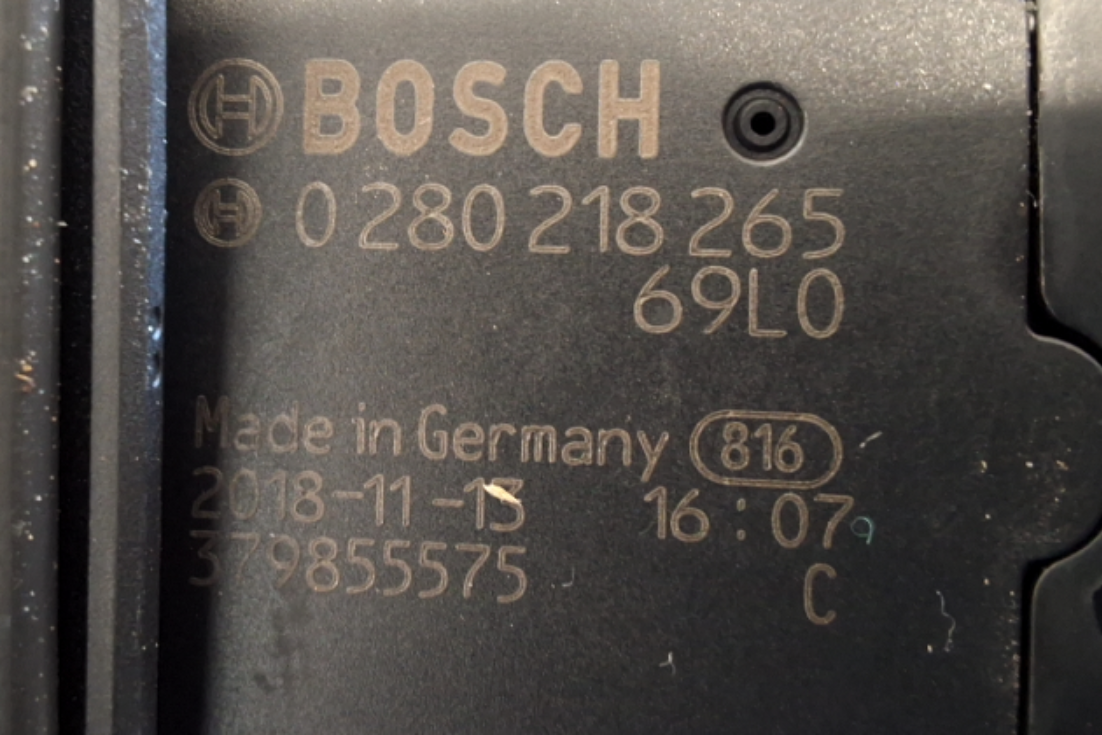 BOSCH
0 280 218 265
69L0
Made in Germany 816
2018-11-13 16:07
379855575
C